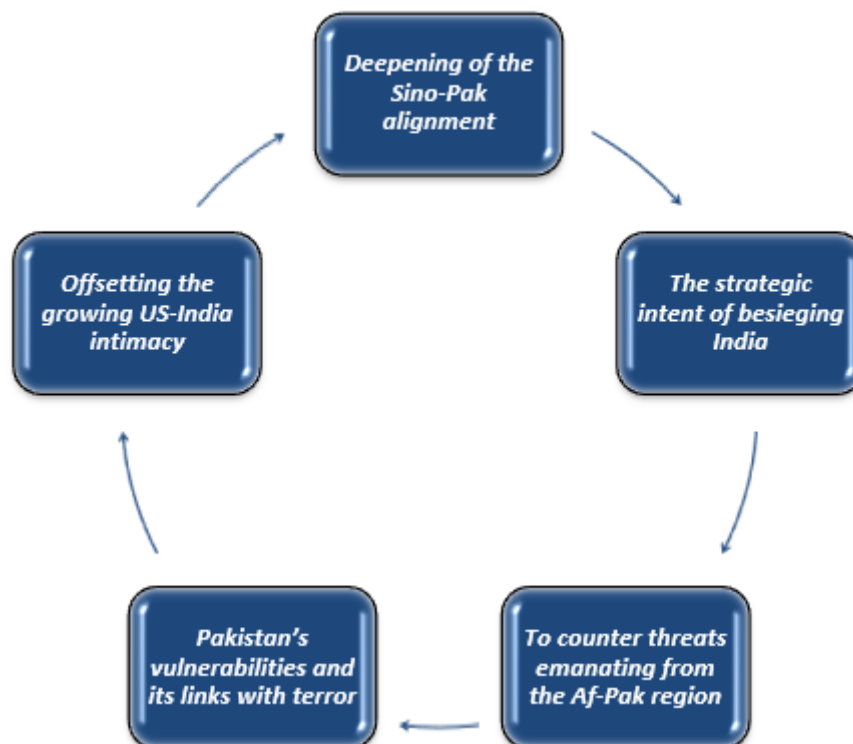 Deepening of the
Sino-Pak
alignment
The strategic
intent of besieging
India
To counter threats
emanating from
the Af-Pak region
Pakistan's
vulnerabilities and
its links with terror
Offsetting the
growing US-India
intimacy